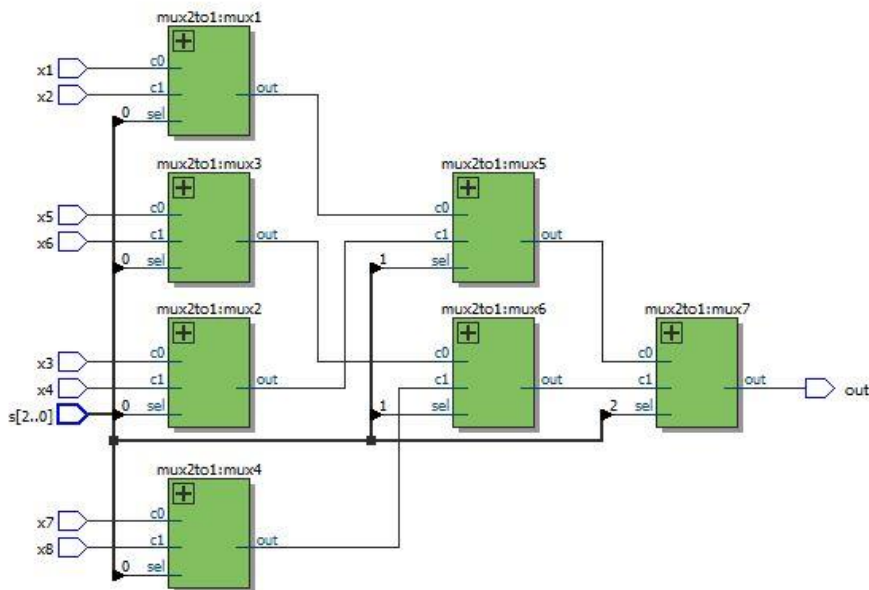 mux2to1:mux1
x1 c0
x2 c1 out
0 sel
mux2to1:mux3
x5 c0
x6 c1 out
0 sel
mux2to1:mux5
c0
c1 out
1 sel
mux2to1:mux2
x3 c0
x4 c1 out
s[2..0] 0 sel
mux2to1:mux6
c0
c1 out
1 sel
mux2to1:mux7
c0
c1 out out
2 sel
mux2to1:mux4
x7 c0
x8 c1 out
0 sel